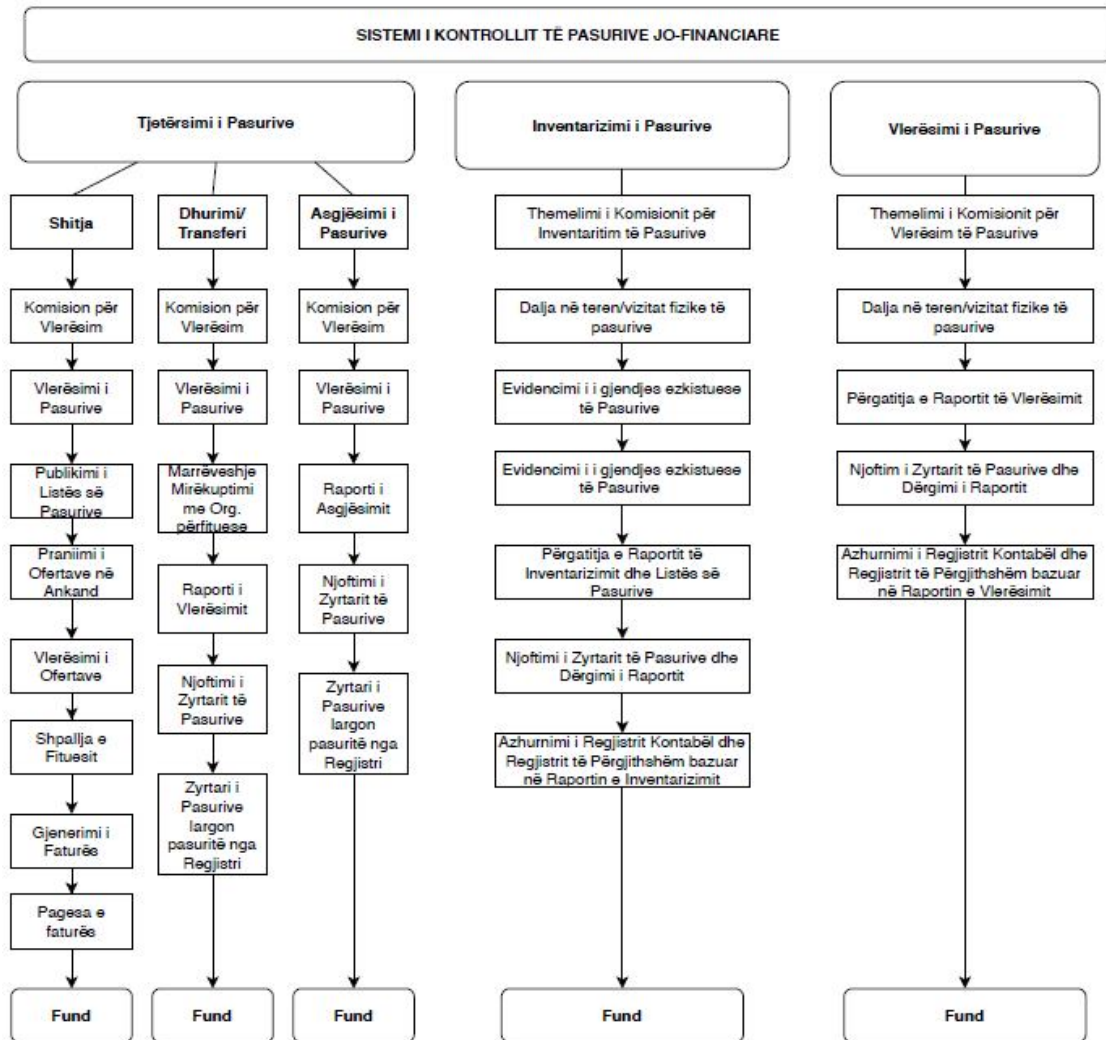 SISTEMI I KONTROLLIT TË PASURIVE JO-FINANCIARE
Tjetërsimi i Pasurive
Shitja
Komision për
Vlerësim
Vlerësimi i
Pasurive
Publikimi i
Listës së
Pasurive
Praniimi i
Ofertave në
Ankand
Vlerësimi i
Ofertave
Shpallja e
Fituesit
Gjenerimi i
Faturës
Pagesa e
faturës
Fund
Dhurimi/
Transferi
Komision për
Vlerësim
Vlerësimi i
Pasurive
Marrëveshje
Mirëkuptimi
me Org.
përfituese
Raporti i
Vlerësimit
Njoftimi i
Zyrtarit të
Pasurive
Zyrtari i
Pasurive
largon
pasuritë nga
Regjistri
Fund
Asgjësimi i
Pasurive
Komision për
Vlerësim
Vlerësimi i
Pasurive
Raporti i
Asgjësimit
Njoftimi i
Zyrtarit të
Pasurive
Zyrtari i
Pasurive
largon
pasuritë nga
Regjistri
Fund
Inventarizimi i Pasurive
Themelimi i Komisionit për
Inventaritim të Pasurive
Dalja në teren/vizitat fizike të
pasurive
Evidencimi i i gjendjes ezkistuese
të Pasurive
Evidencimi i i gjendjes ezkistuese
të Pasurive
Përgatitja e Raportit të
Inventarizimit dhe Listës së
Pasurive
Njoftimi i Zyrtarit të Pasurive dhe
Dërgimi i Raportit
Azhurnimi i Regjistrit Kontabël dhe
Regjistrit të Përgjithshëm bazuar
në Raportin e Inventarizimit
Fund
Vlerësimi i Pasurive
Themelimi i Komisionit për
Vlerësim të Pasurive
Dalja në teren/vizitat fizike të
pasurive
Përgatitja e Raportit të Vlerësimit
Njoftim i Zyrtarit të Pasurive dhe
Dërgimi i Raportit
Azhurnimi i Regjistrit Kontabël dhe
Regjistrit të Përgjithshëm bazuar
në Raportin e Vlerësimit
Fund